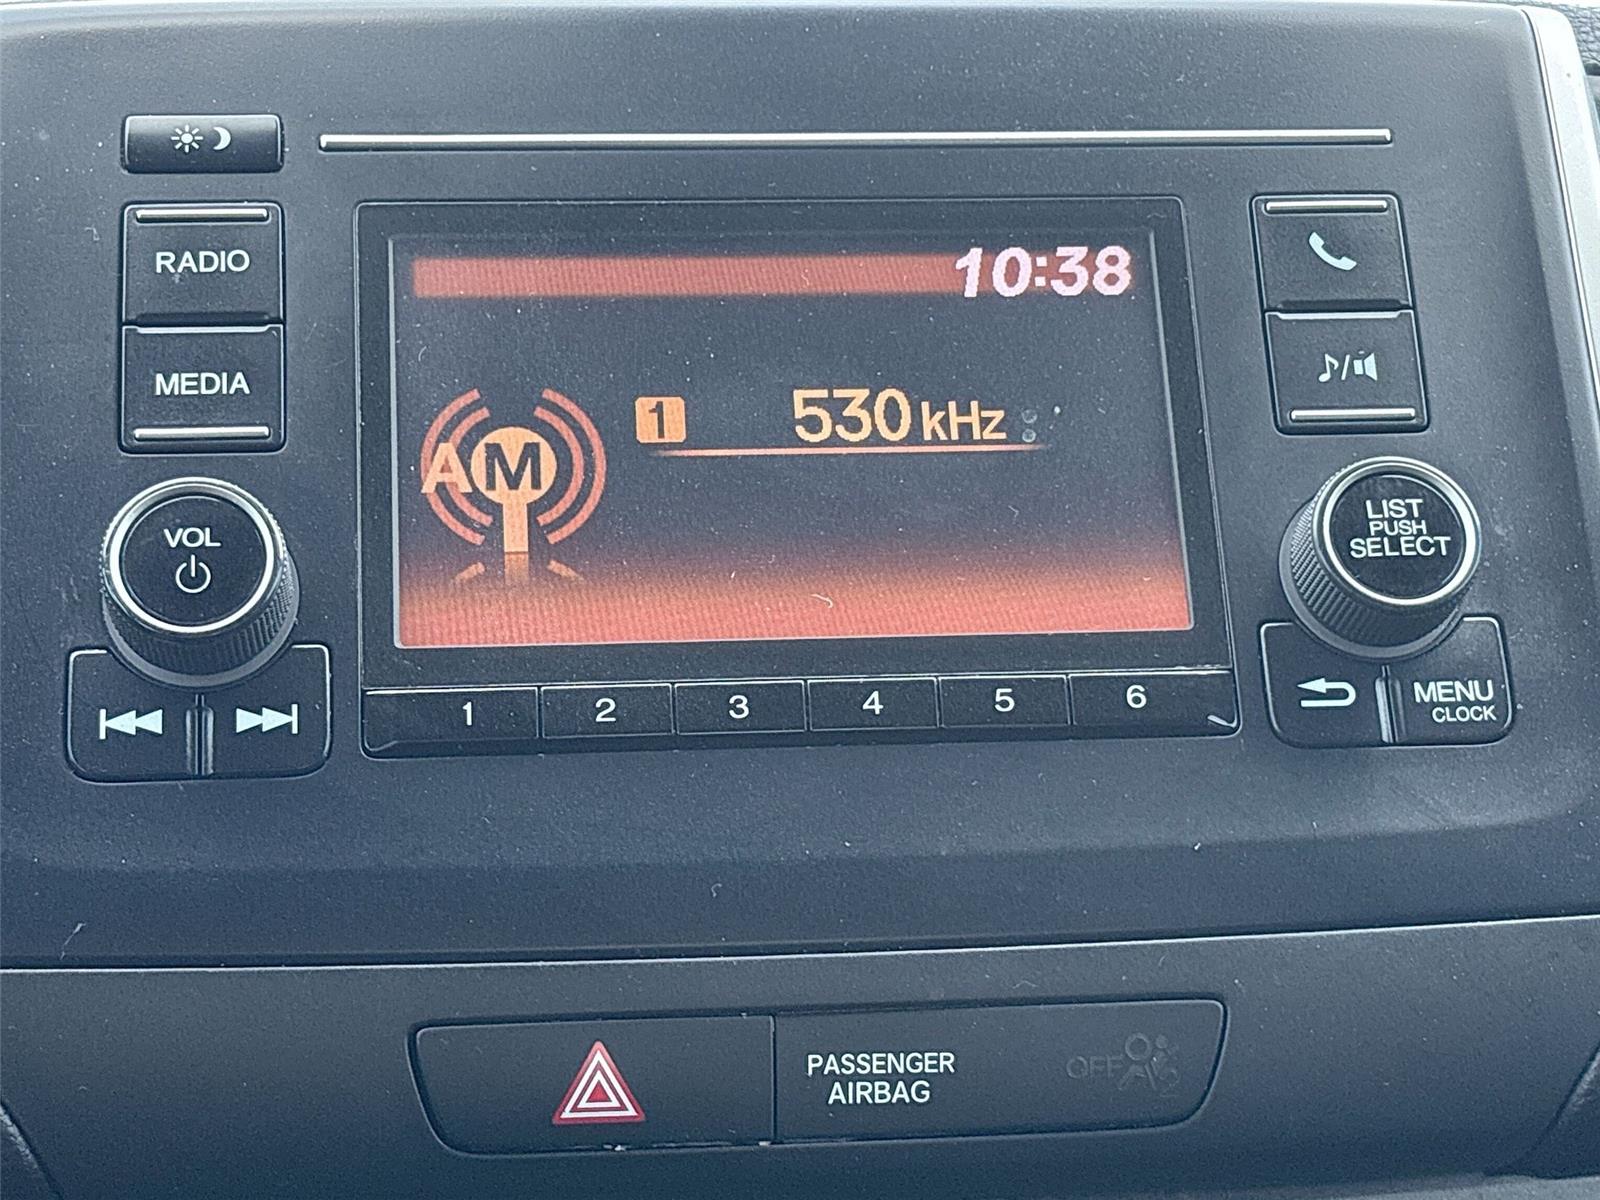 RADIO
MEDIA
VOL
10:38
AM
1 530 kHz
LIST
PUSH
SELECT
MENU
CLOCK
1 2 3 4 5 6
PASSENGER
AIRBAG
OFF